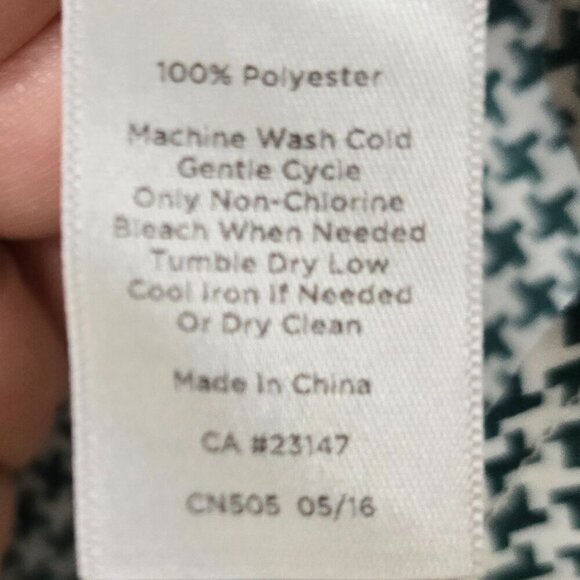 100% Polyester
Machine Wash Cold
Gentle Cycle
Only Non-Chlorine
Bleach When Needed
Tumble Dry Low
Cool Iron If Needed
Or Dry Clean
Made in China
CA #23147
CN505 05/16